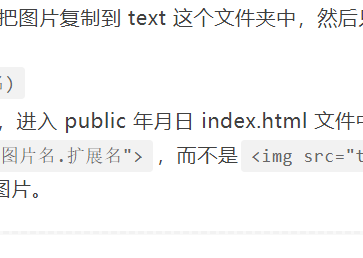 把图片复制到 text 这个文件夹中，然后
)
，进入 public 年月日 index.html 文件中
图片名.扩展名"> ，而不是 <img src="t
图片。